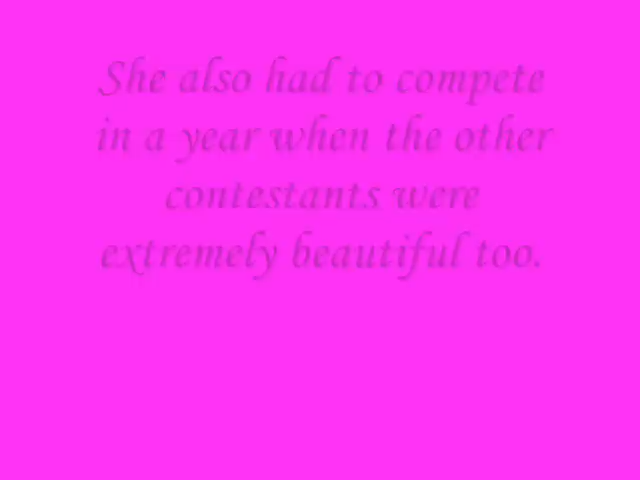 She also had to compete
in a year when the other
contestants were
extremely beautiful too.